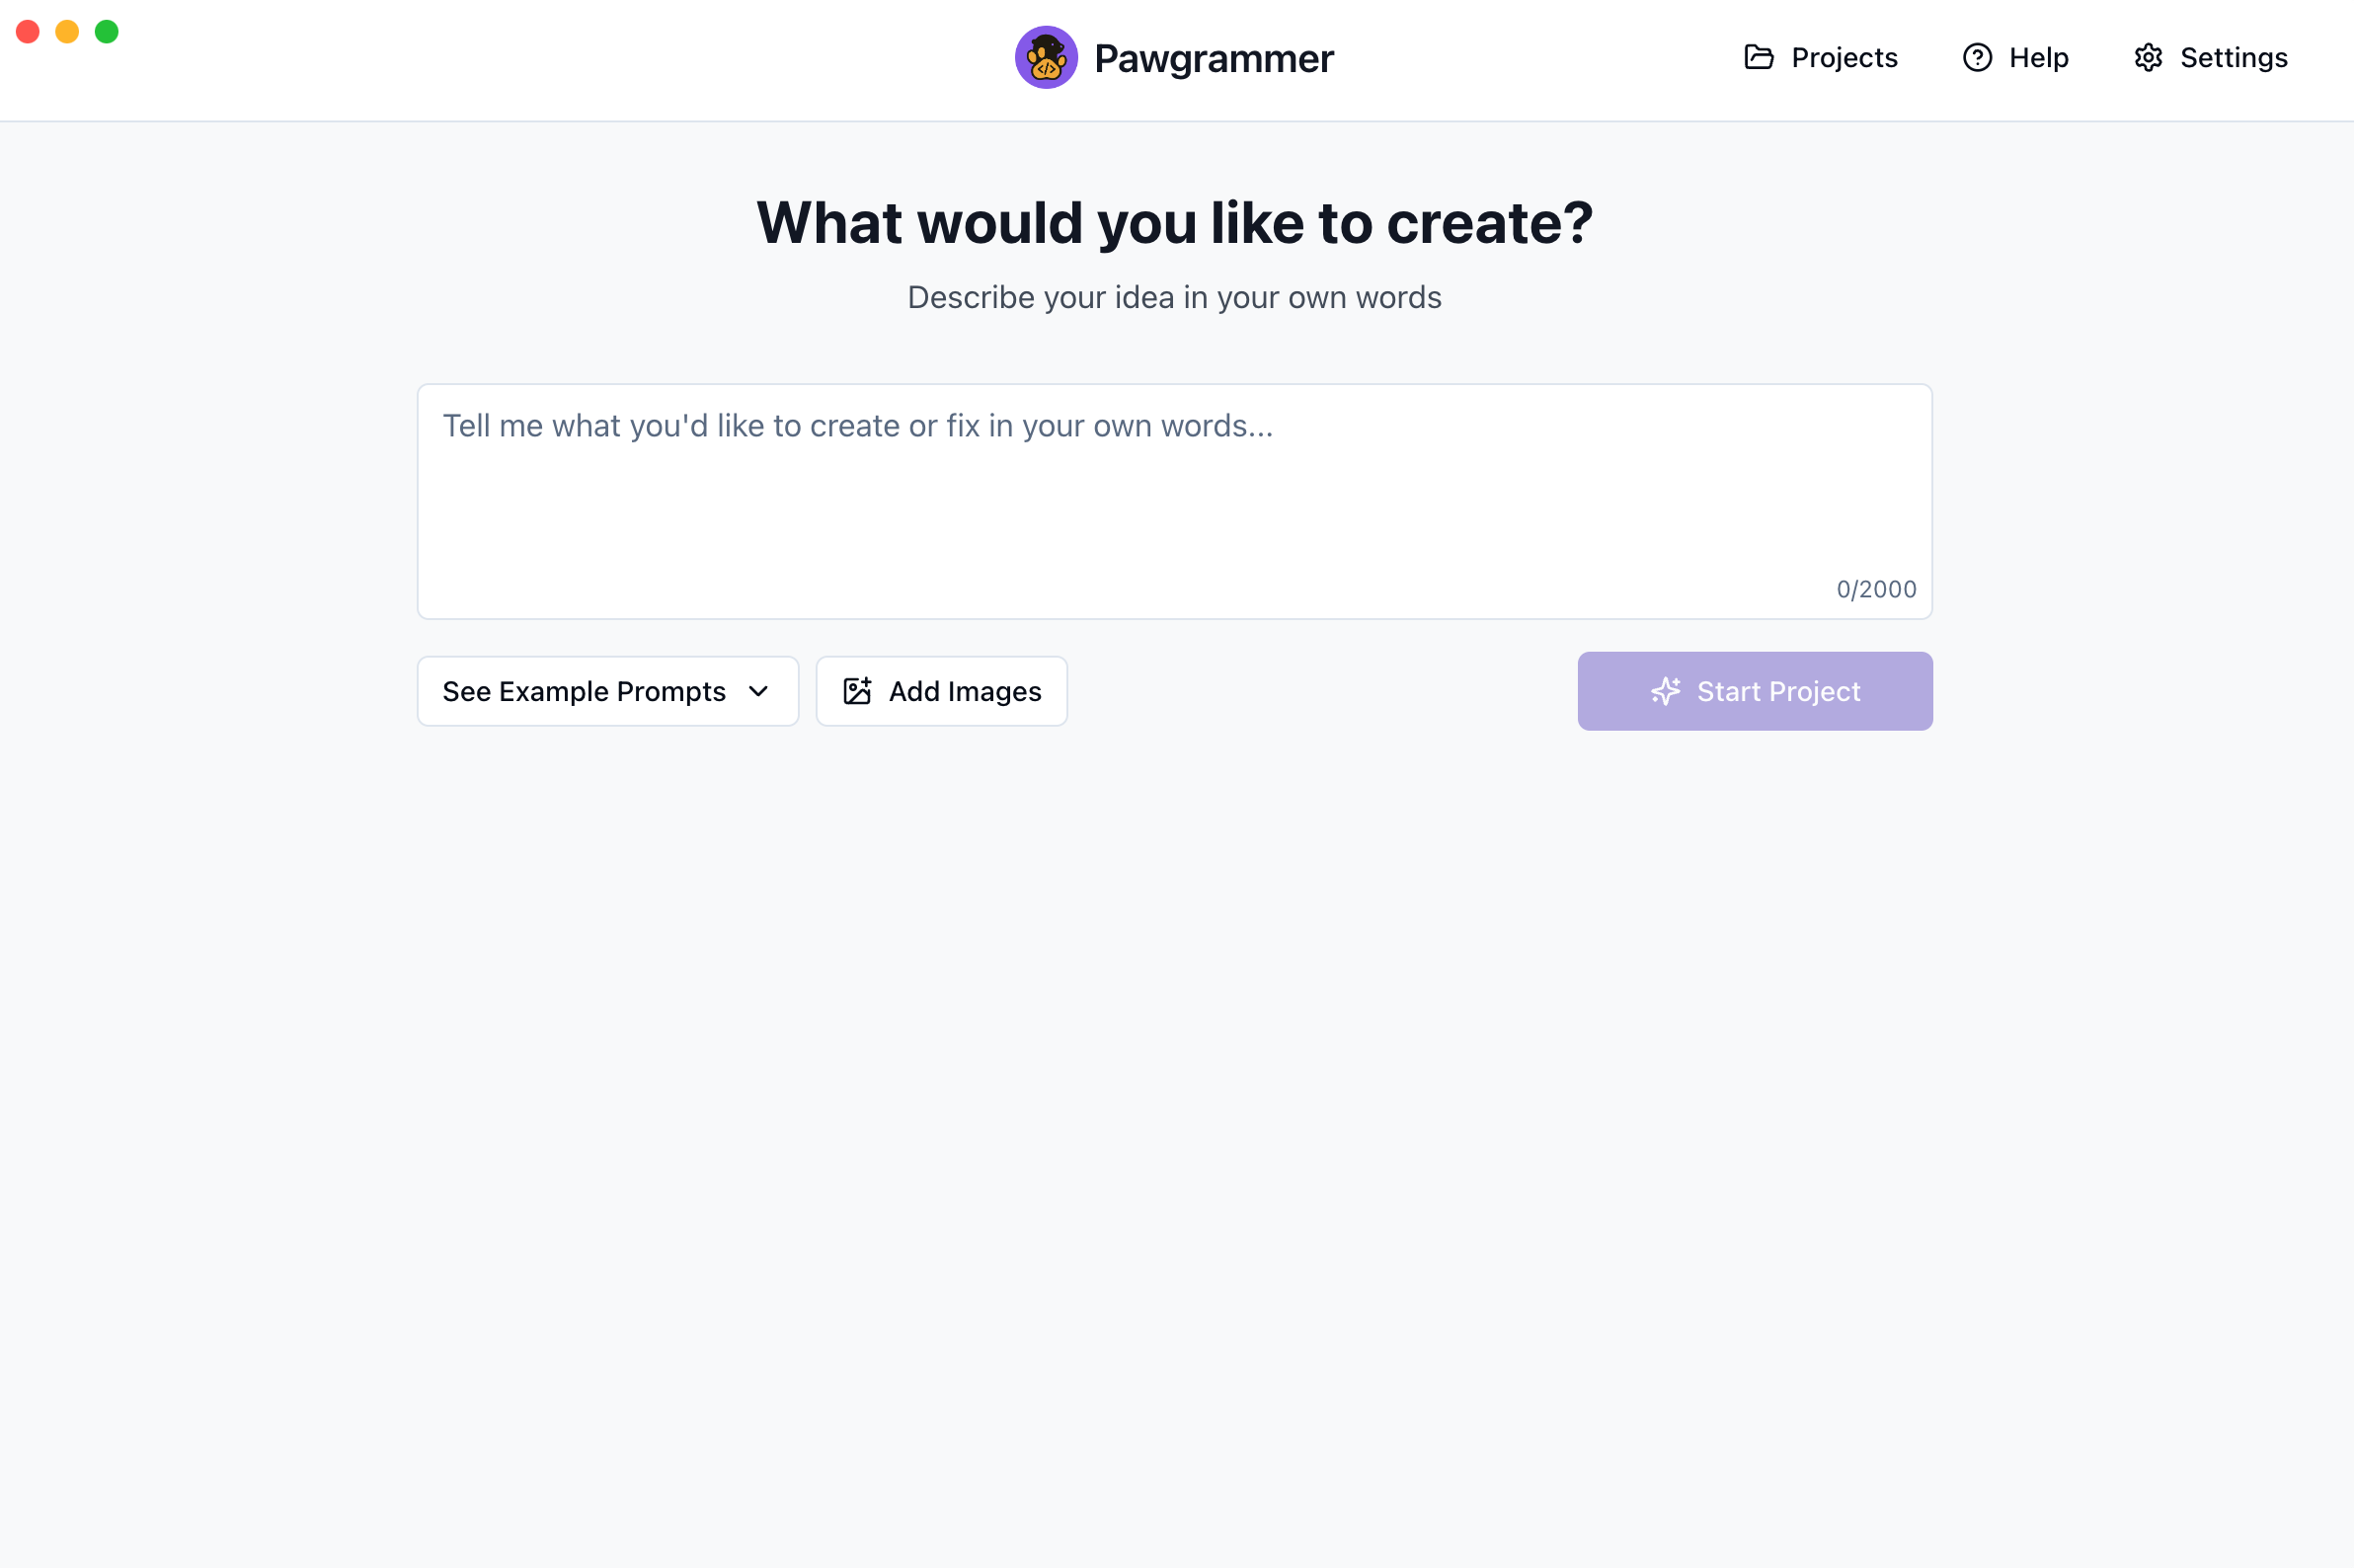 Pawgrammer
Projects
Help
Settings
What would you like to create?
Describe your idea in your own words
Tell me what you'd like to create or fix in your own words...
0/2000
See Example Prompts
Add Images
Start Project